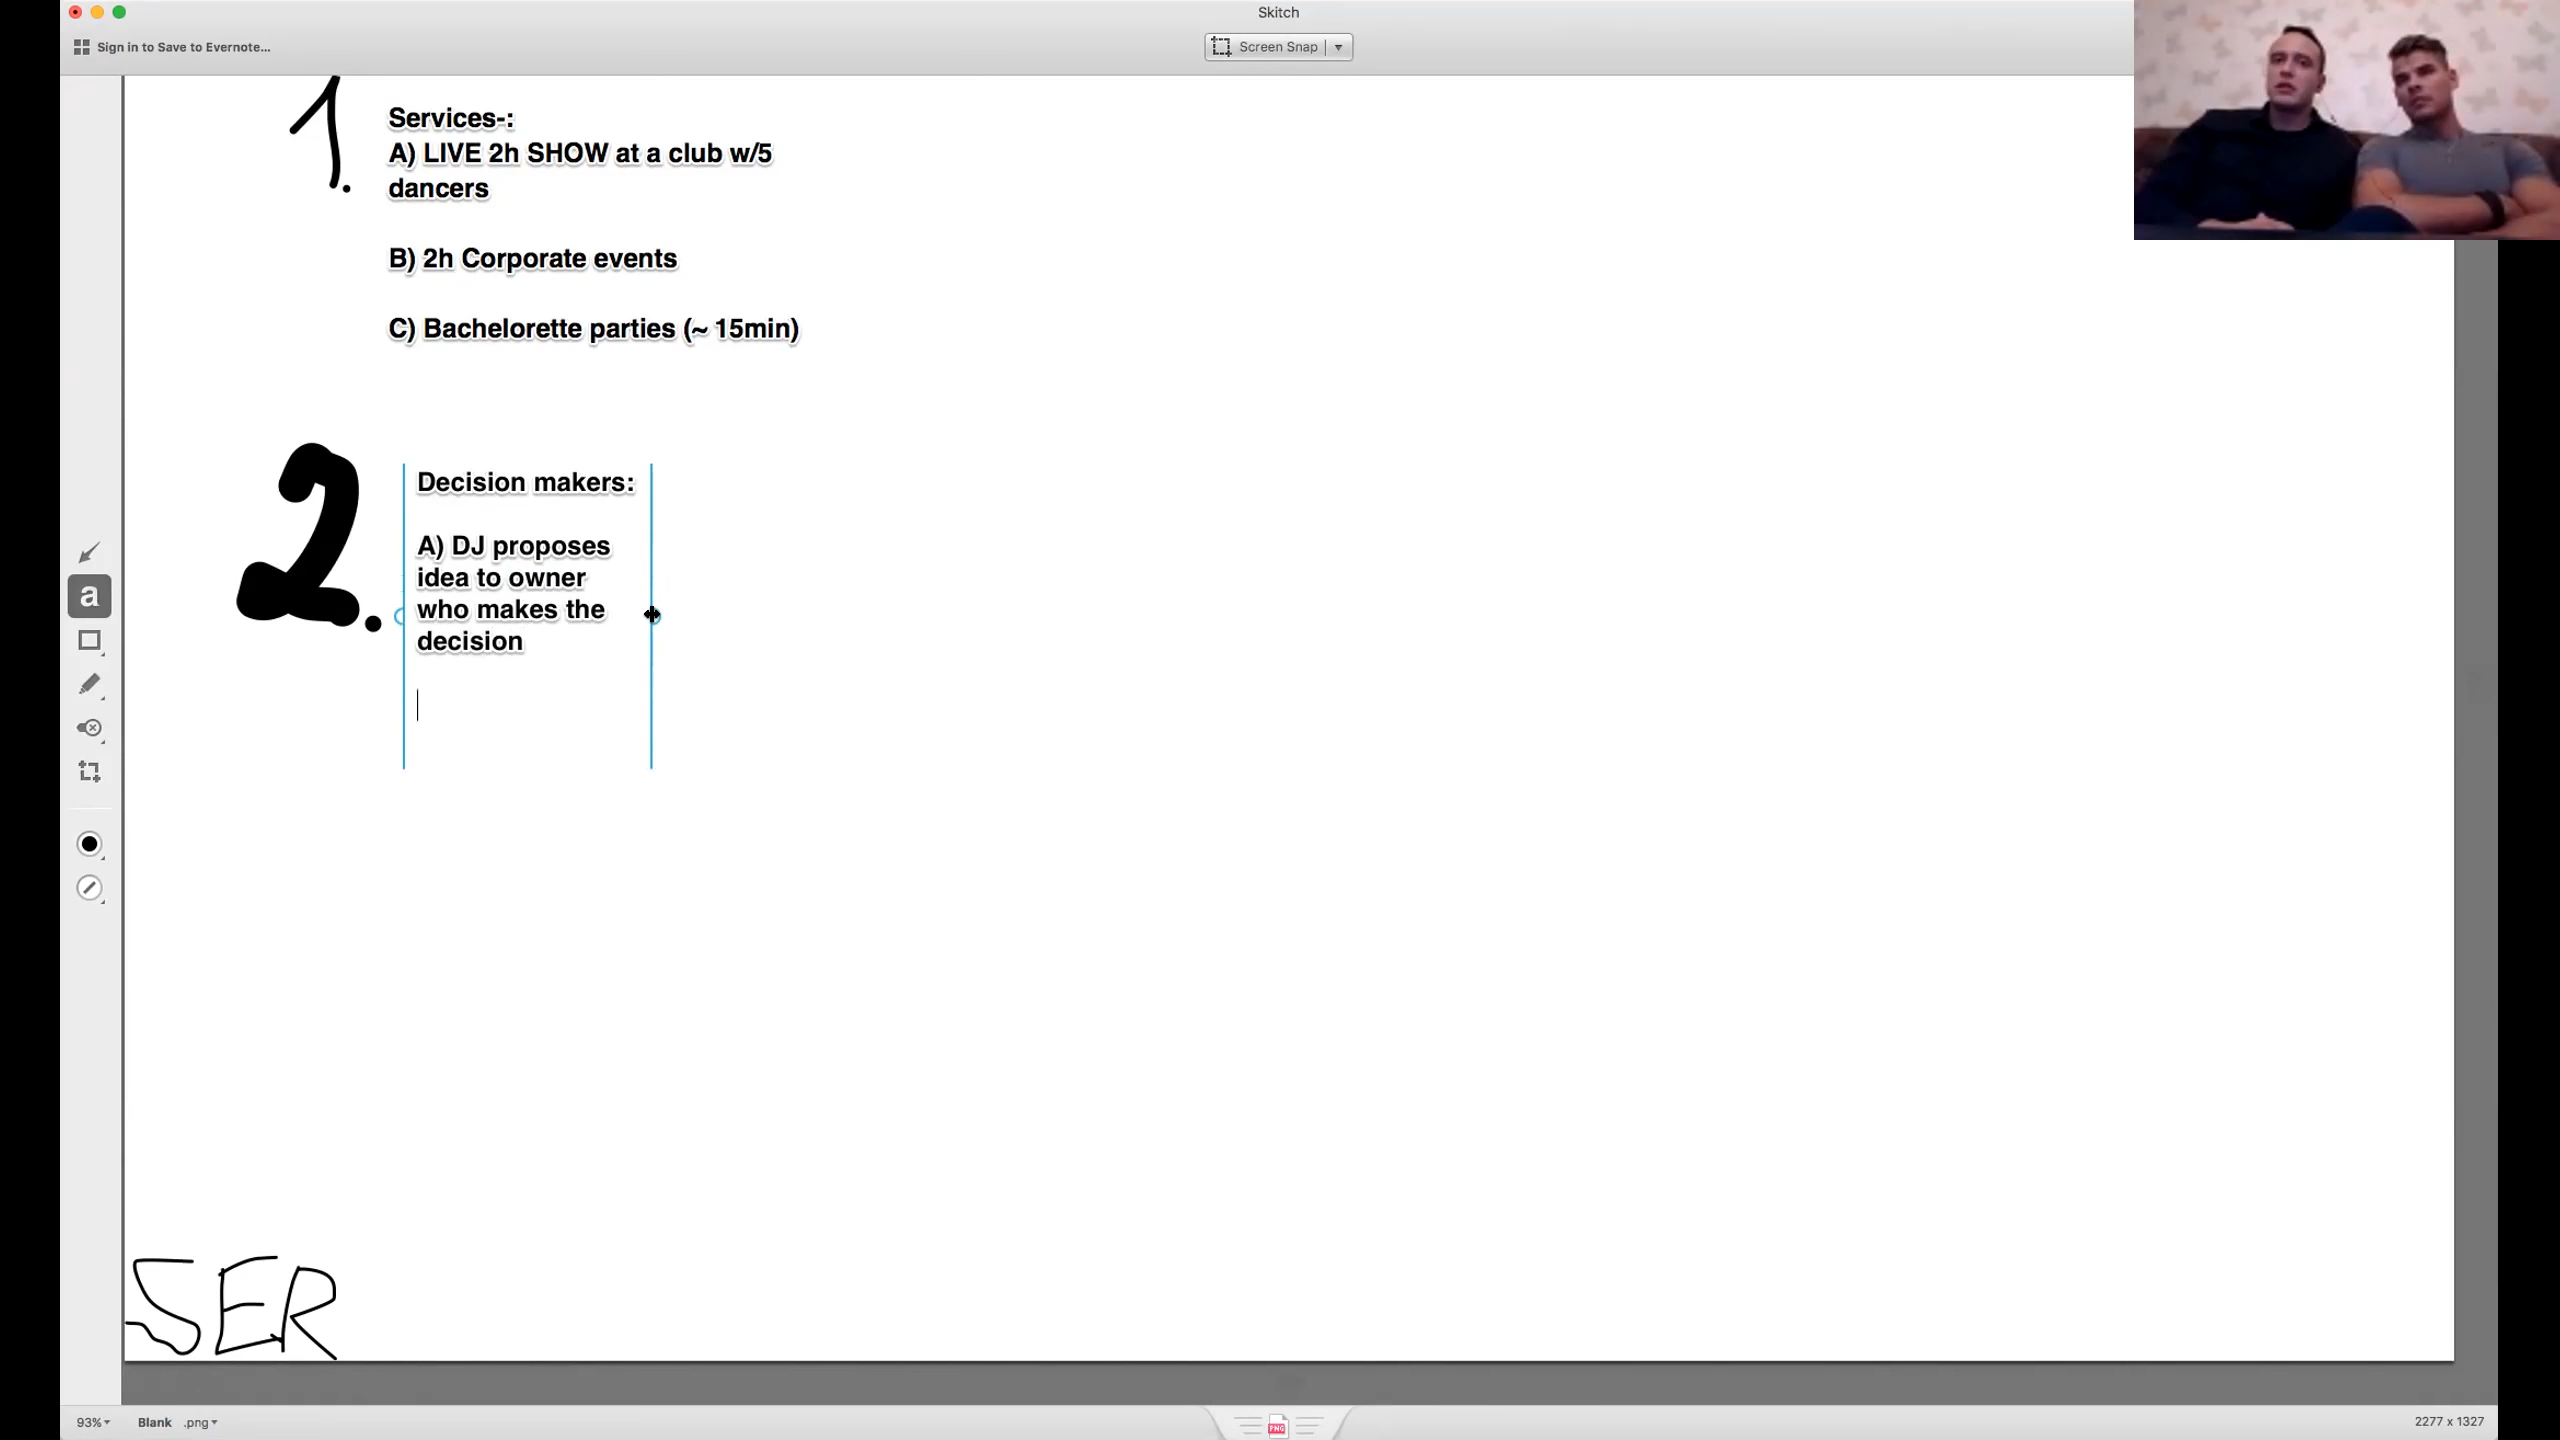 Skitch
Sign in to Save to Evernote...
Screen Snap
1.
Services-:
A) LIVE 2h SHOW at a club w/5
dancers
B) 2h Corporate events
C) Bachelorette parties (~ 15min)
2.
Decision makers:
A) DJ proposes
idea to owner
who makes the
decision
a
SER
93%
Blank .png
PNG
2277 x 1327